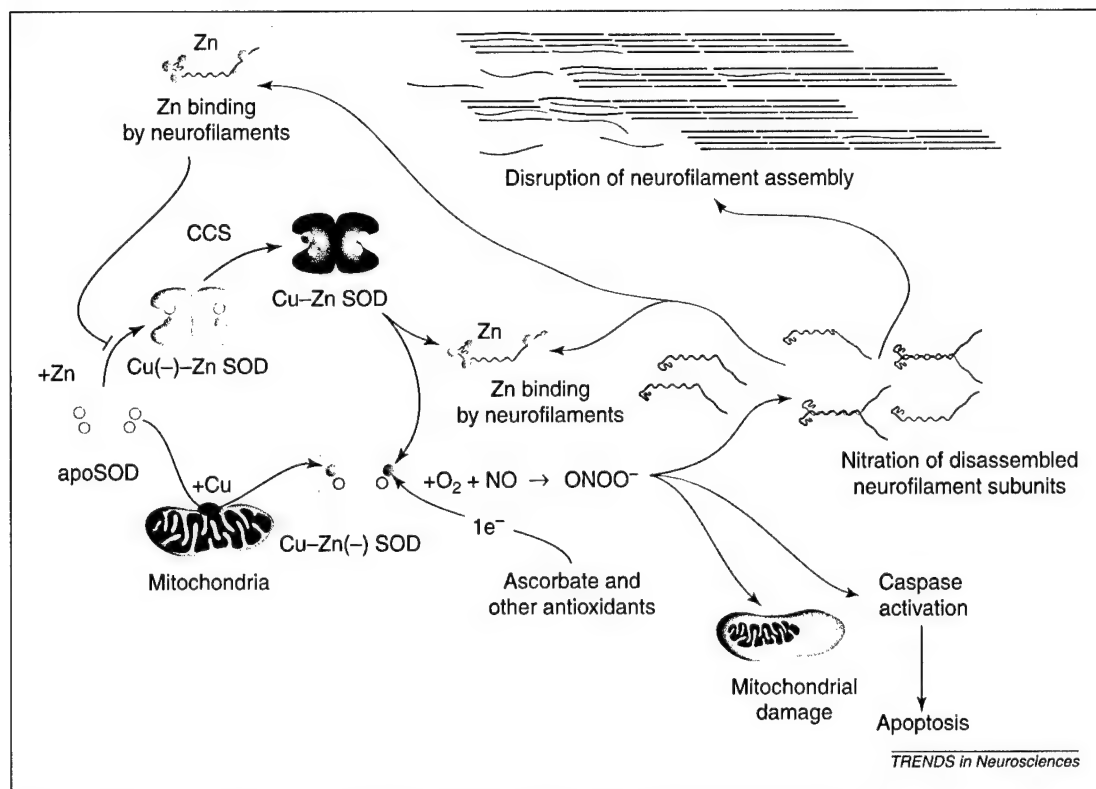 Zn
Zn binding
by neurofilaments
Disruption of neurofilament assembly
CCS
Cu–Zn SOD
Cu(–)–Zn SOD
+Zn
apoSOD
Zn
Zn binding
by neurofilaments
Nitration of disassembled
neurofilament subunits
+Cu
Mitochondria
Cu–Zn(–) SOD
+O₂ + NO → ONOO⁻
1e⁻
Ascorbate and
other antioxidants
Caspase
activation
Mitochondrial
damage
Apoptosis
TRENDS in Neurosciences